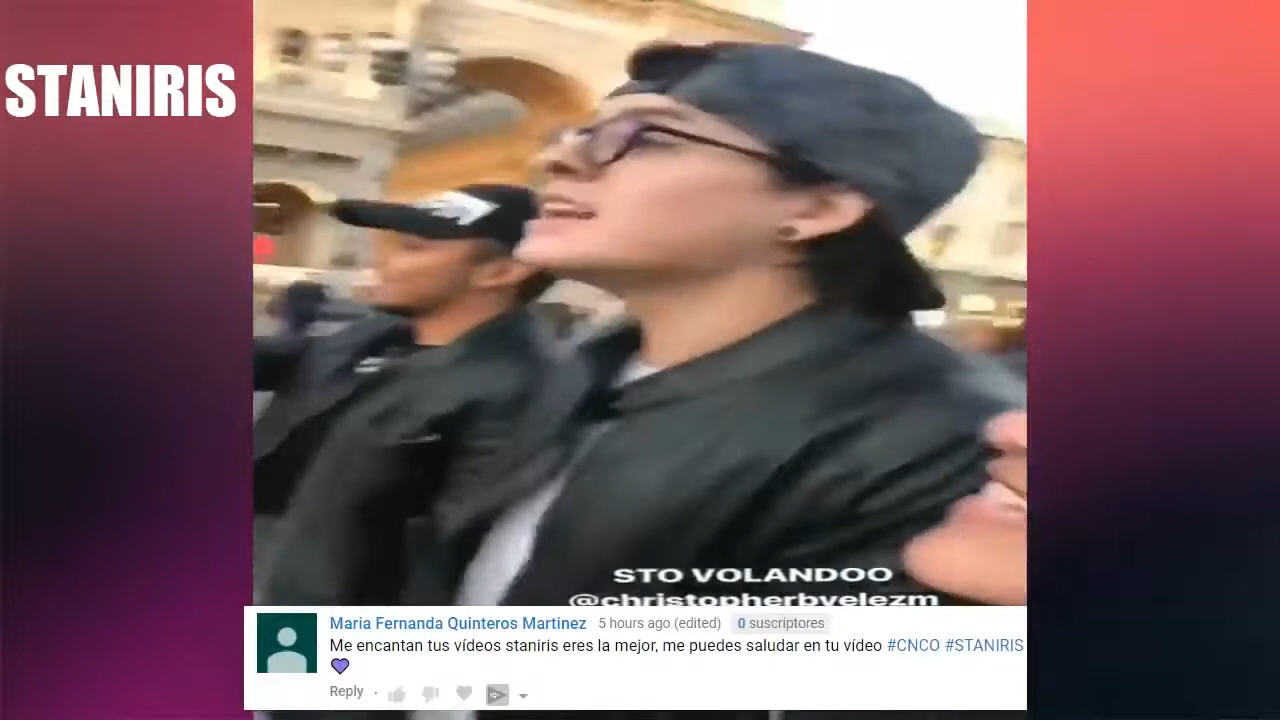 STANIRIS
STO VOLANDOO
@christopherbvelezm
Maria Fernanda Quinteros Martinez 5 hours ago (edited) 0 suscriptores
Me encantan tus vídeos staniris eres la mejor, me puedes saludar en tu vídeo #CNCO #STANIRIS
💜
Reply